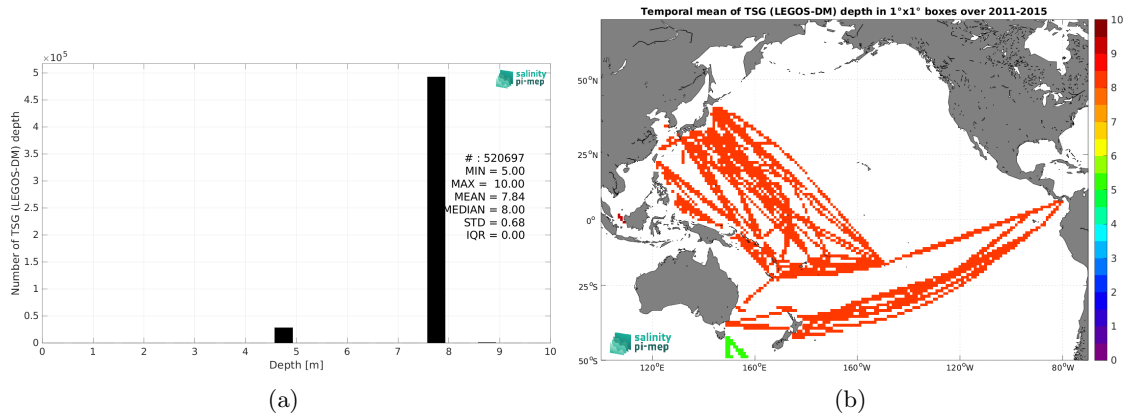 ×10⁵
5
4.5
4
3.5
3
2.5
2
1.5
1
0.5
0
Number of TSG (LEGOS-DM) depth
0 1 2 3 4 5 6 7 8 9 10
Depth [m]
salinity
pi-mep
# : 520697
MIN = 5.00
MAX = 10.00
MEAN = 7.84
MEDIAN = 8.00
STD = 0.68
IQR = 0.00
(a)
Temporal mean of TSG (LEGOS-DM) depth in 1°x1° boxes over 2011-2015
50°N
25°N
0°
25°S
50°S
120°E 160°E 160°W 120°W 80°W
salinity
pi-mep
10
9
8
7
6
5
4
3
2
1
0
(b)